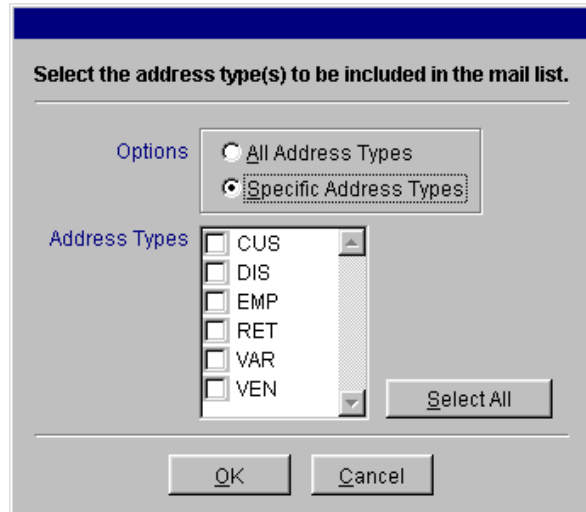 Select the address type(s) to be included in the mail list.
Options
All Address Types
Specific Address Types
Address Types
CUS
DIS
EMP
RET
VAR
VEN
Select All
OK
Cancel